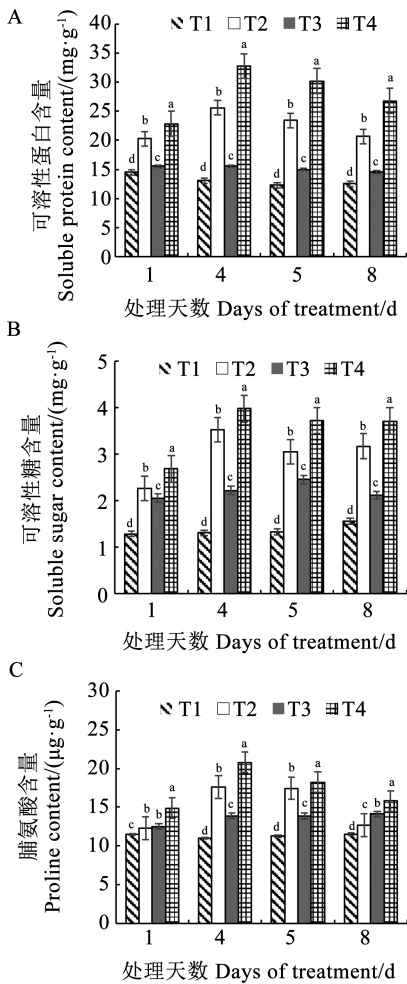 A
可溶性蛋白含量
Soluble protein content/(mg·g⁻¹)
T1 T2 T3 T4
40
35
30
25
20
15
10
5
0
d b c a d b c a d b c a d b c a
1 4 5 8
处理天数 Days of treatment/d
B
可溶性糖含量
Soluble sugar content/(mg·g⁻¹)
T1 T2 T3 T4
5
4
3
2
1
0
d b c a d b c a d b c a d b c a
1 4 5 8
处理天数 Days of treatment/d
C
脯氨酸含量
Proline content/(μg·g⁻¹)
T1 T2 T3 T4
30
25
20
15
10
5
0
c b b a d b c a d b c a d c b a
1 4 5 8
处理天数 Days of treatment/d